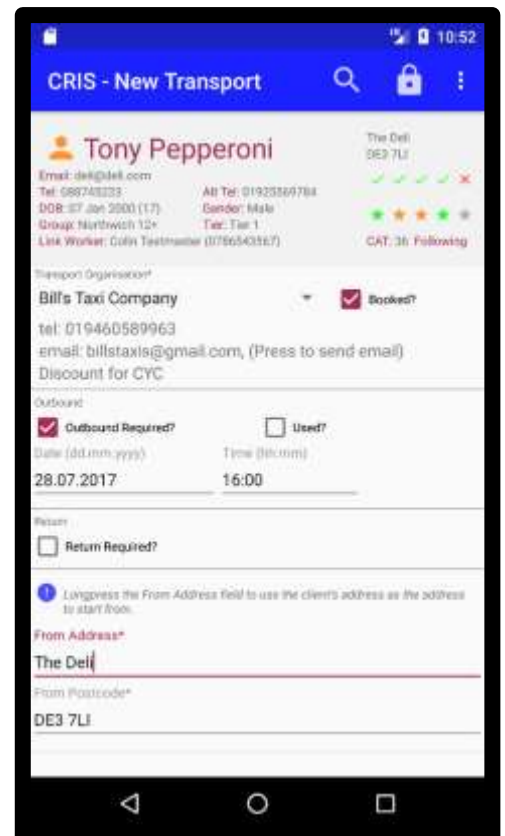 10:52
CRIS - New Transport
Tony Pepperoni
The Deli
DE3 7LI
Email: deli@deli.com
Tel: 088745223 Alt Tel: 01925569784
DOB: 07 Jan 2000 (17) Gender: Male
Group: Northwich 12+ Tier: Tier 1
Link Worker: Colin Testmaster (0786543567)
CAT: 36 Following
Transport Organisation*
Bill's Taxi Company
Booked?
tel: 019460589963
email: billstaxis@gmail.com, (Press to send email)
Discount for CYC
Outbound
Outbound Required? Used?
Date (dd.mm.yyyy) Time (hh:mm)
28.07.2017 16:00
Return
Return Required?
Longpress the From Address field to use the client's address as the address
to start from.
From Address*
The Deli
From Postcode*
DE3 7LI